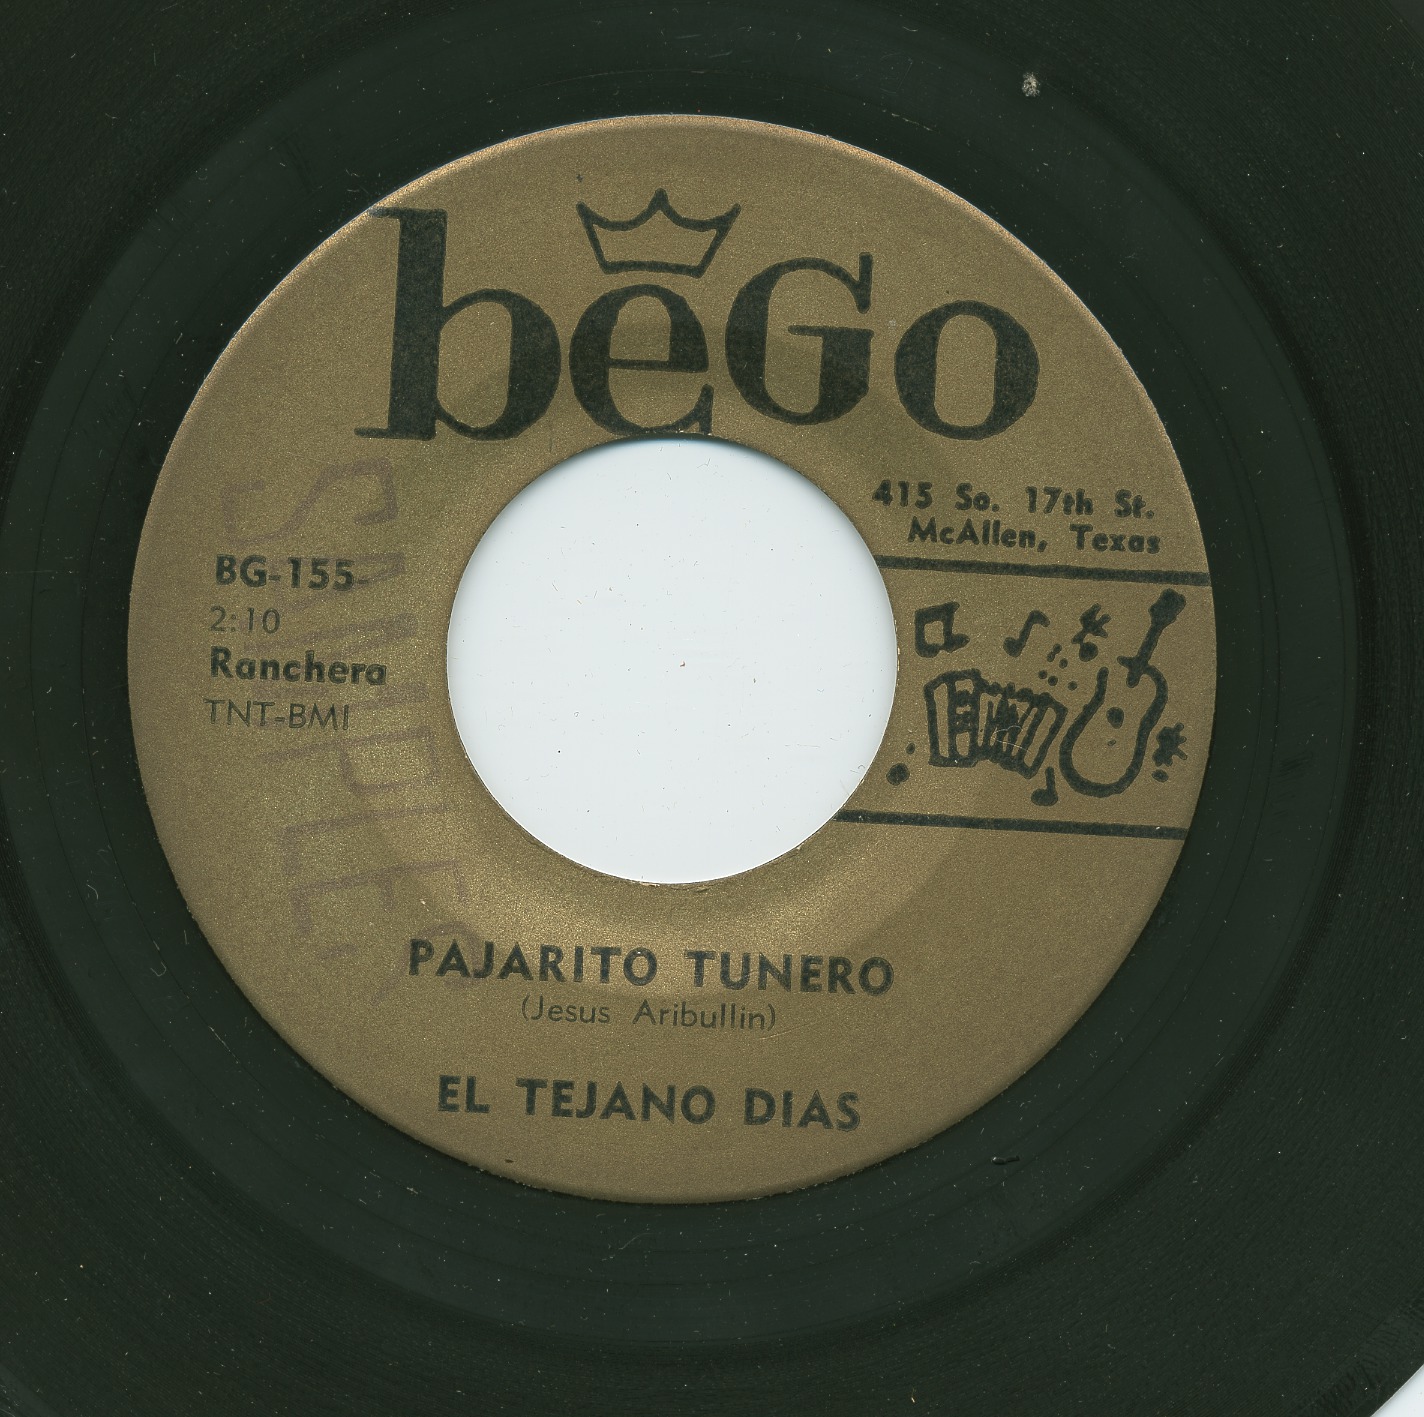 beGo
415 So. 17th St.
McAllen, Texas
BG-155
2:10
Ranchera
TNT-BMI
SAMPLE
PAJARITO TUNERO
(Jesus Aribullin)
EL TEJANO DIAS